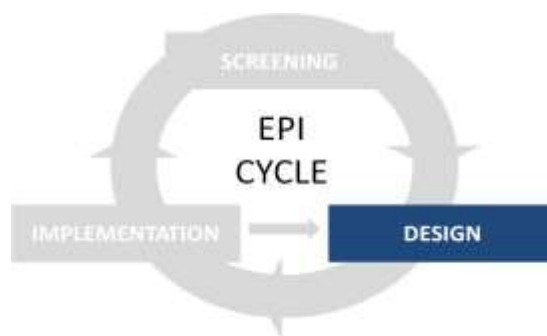 SCREENING
EPI
CYCLE
IMPLEMENTATION
DESIGN